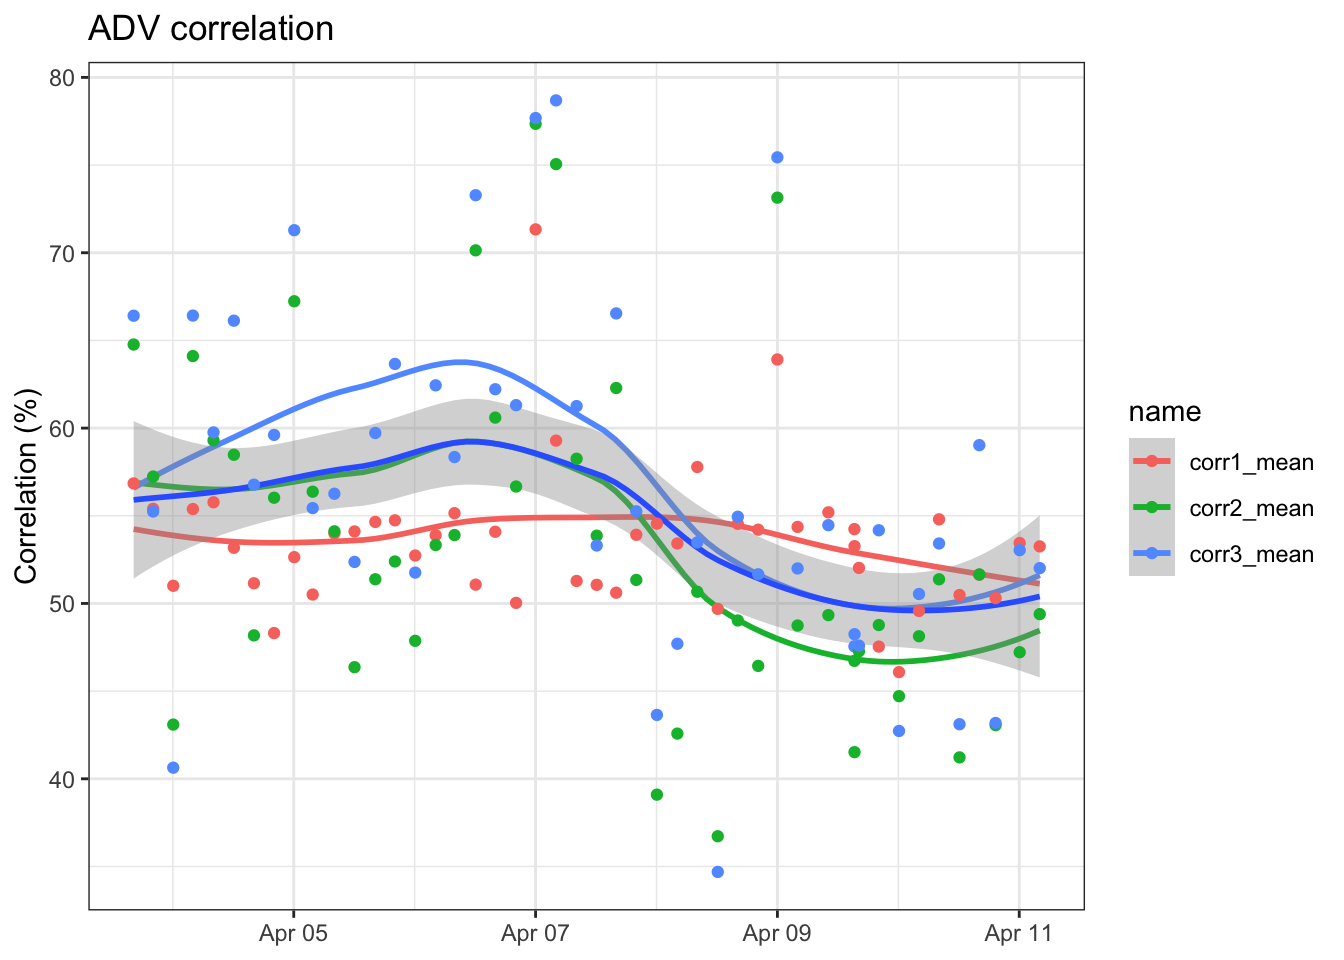 ADV correlation
80
70
60
50
40
Correlation (%)
Apr 05
Apr 07
Apr 09
Apr 11
name
corr1_mean
corr2_mean
corr3_mean